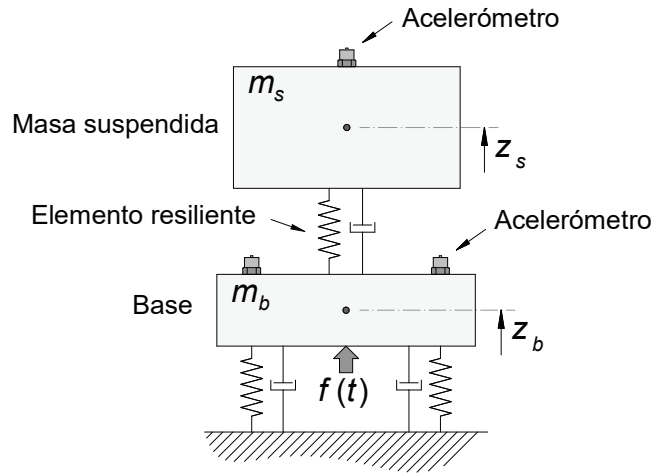 Acelerómetro
m_s
Masa suspendida
z_s
Elemento resiliente
Acelerómetro
m_b
Base
z_b
f (t)